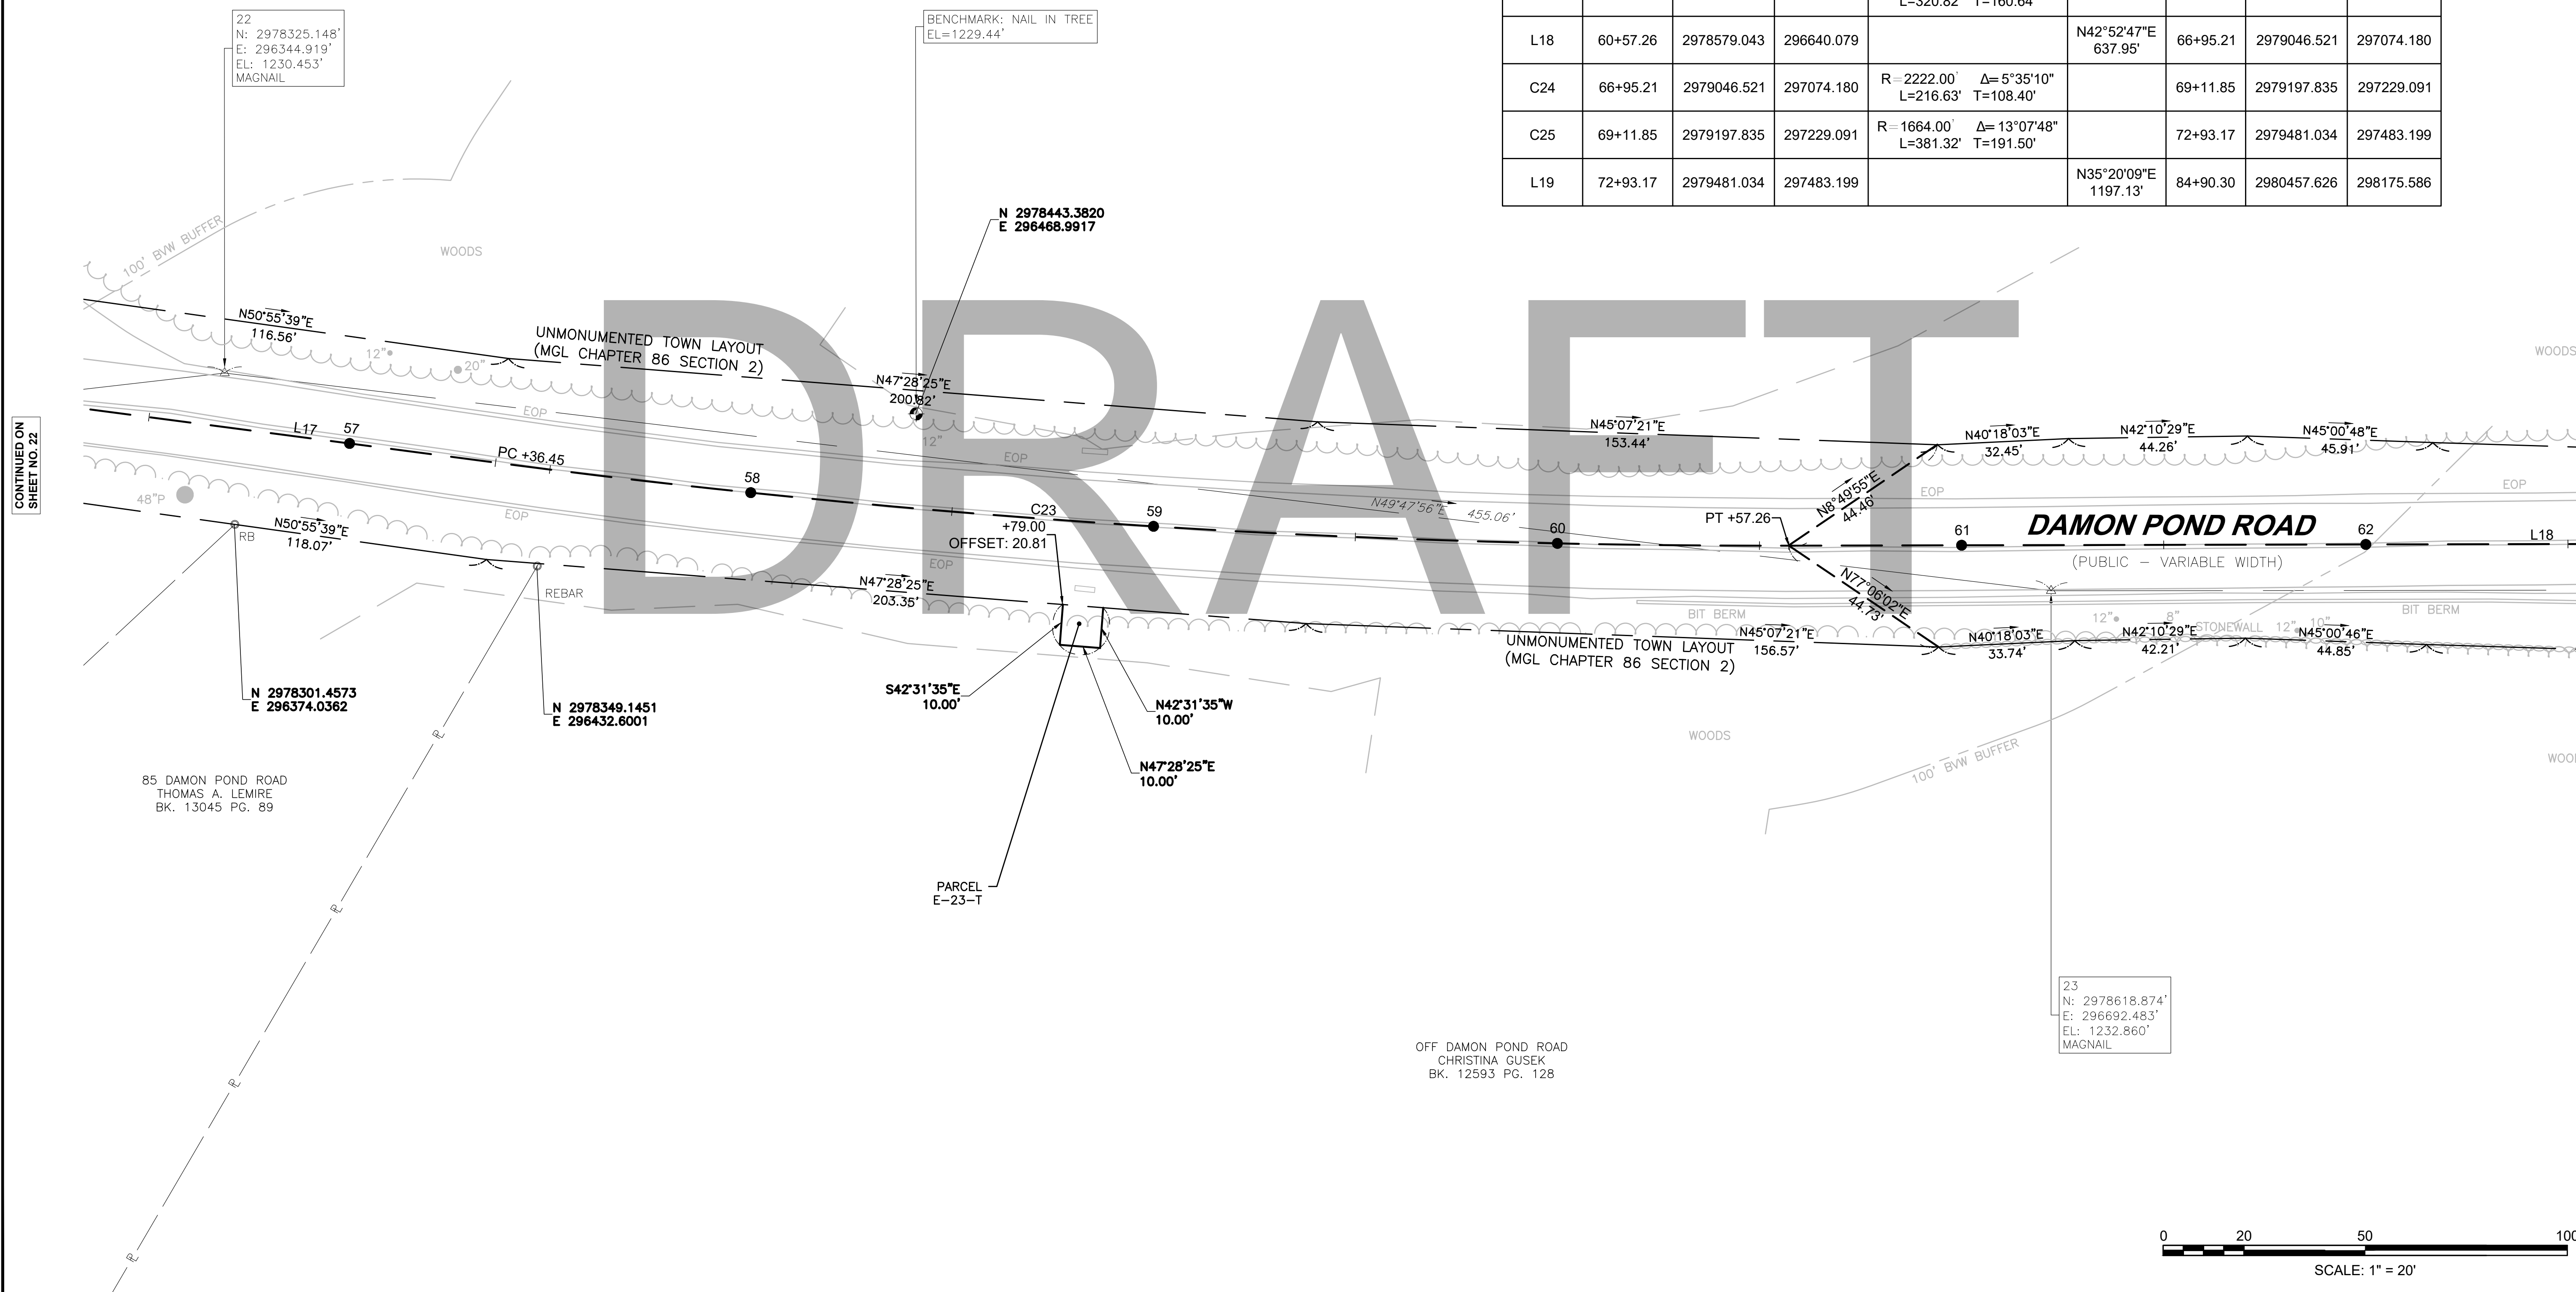 22
N: 2978325.148'
E: 296344.919'
EL: 1230.453'
MAGNAIL
BENCHMARK: NAIL IN TREE
EL=1229.44'
L=320.82' T=160.64'
L18 60+57.26 2978579.043 296640.079 N42°52'47"E 66+95.21 2979046.521 297074.180
637.95'
C24 66+95.21 2979046.521 297074.180 R=2222.00' Δ=5°35'10" 69+11.85 2979197.835 297229.091
L=216.63' T=108.40'
C25 69+11.85 2979197.835 297229.091 R=1664.00' Δ=13°07'48" 72+93.17 2979481.034 297483.199
L=381.32' T=191.50'
L19 72+93.17 2979481.034 297483.199 N35°20'09"E 84+90.30 2980457.626 298175.586
1197.13'
N 2978443.3820
E 296468.9917
100' BVW BUFFER
WOODS
DRAFT
WOODS
N50°55'39"E
116.56'
UNMONUMENTED TOWN LAYOUT
(MGL CHAPTER 86 SECTION 2)
12"
20"
N47°28'25"E
200.82'
12"
N45°07'21"E
153.44'
N40°18'03"E
32.45'
N42°10'29"E
44.26'
N45°00'48"E
45.91'
CONTINUED ON
SHEET NO. 22
EOP
EOP
EOP
EOP
L17
57
PC +36.45
58
C23
59
60
N49°47'56"E 455.06'
PT +57.26
N8°49'55"E
44.46'
61
DAMON POND ROAD
62
L18
(PUBLIC - VARIABLE WIDTH)
+79.00
OFFSET: 20.81
48"P
EOP
EOP
RB
N50°55'39"E
118.07'
REBAR
N47°28'25"E
203.35'
N77°06'02"E
44.73'
BIT BERM
BIT BERM
UNMONUMENTED TOWN LAYOUT
(MGL CHAPTER 86 SECTION 2)
N45°07'21"E
156.57'
12"
8"
STONEWALL
12"
10"
N40°18'03"E
33.74'
N42°10'29"E
42.21'
N45°00'46"E
44.85'
N 2978301.4573
E 296374.0362
N 2978349.1451
E 296432.6001
S42°31'35"E
10.00'
N42°31'35"W
10.00'
N47°28'25"E
10.00'
WOODS
100' BVW BUFFER
WOO
85 DAMON POND ROAD
THOMAS A. LEMIRE
BK. 13045 PG. 89
PL
PL
PL
PL
PARCEL
E-23-T
23
N: 2978618.874'
E: 296692.483'
EL: 1232.860'
MAGNAIL
OFF DAMON POND ROAD
CHRISTINA GUSEK
BK. 12593 PG. 128
0 20 50 100
SCALE: 1" = 20'